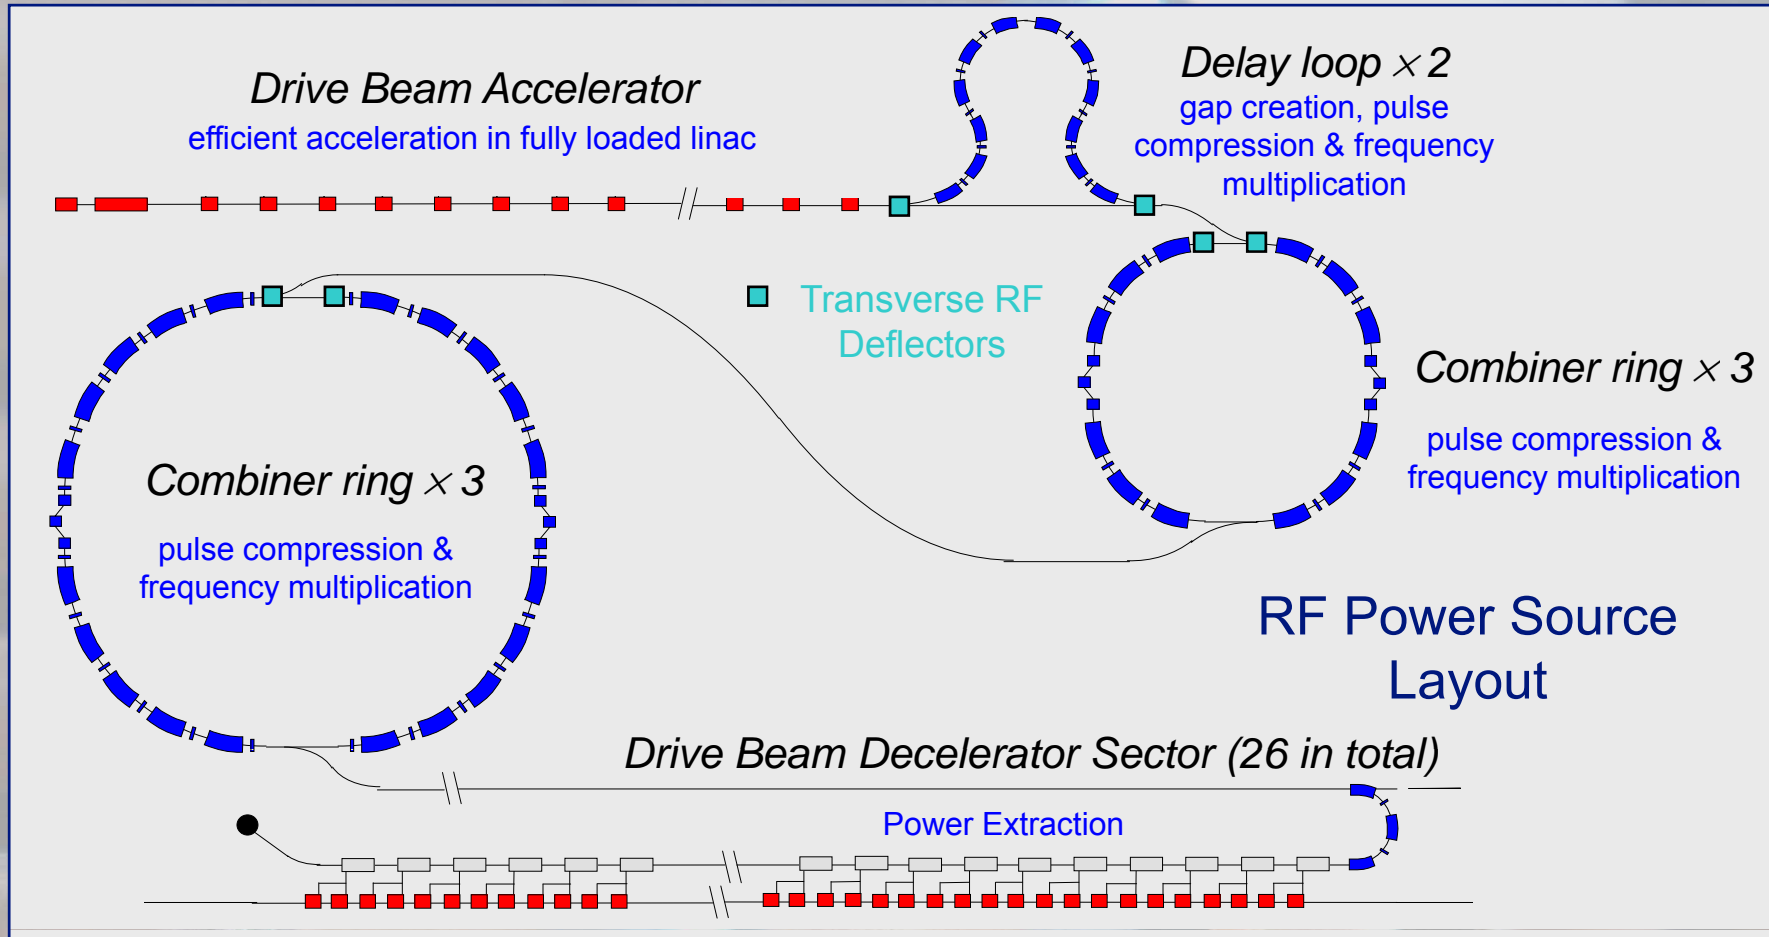 Drive Beam Accelerator
efficient acceleration in fully loaded linac
Delay loop × 2
gap creation, pulse
compression & frequency
multiplication
Transverse RF
Deflectors
Combiner ring × 3
pulse compression &
frequency multiplication
Combiner ring × 3
pulse compression &
frequency multiplication
RF Power Source
Layout
Drive Beam Decelerator Sector (26 in total)
Power Extraction